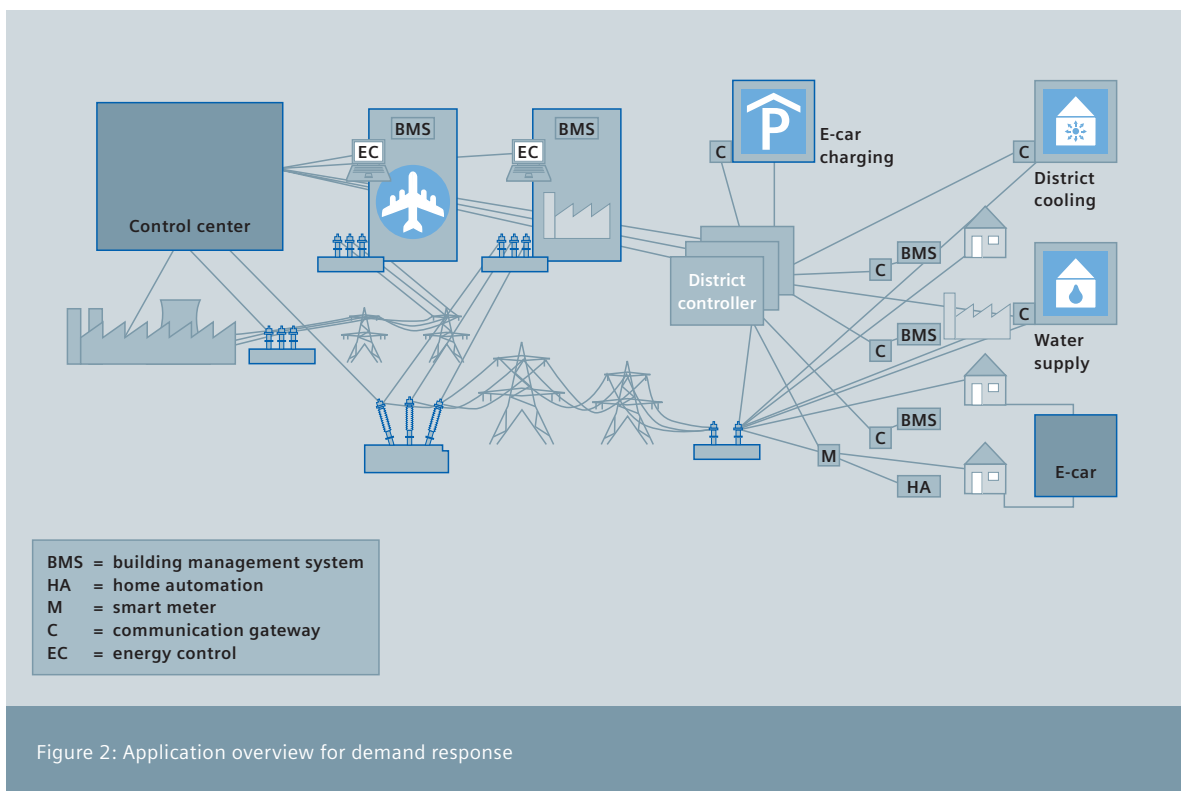 BMS
BMS
EC
EC
P
C
E-car
charging
C
District
cooling
Control center
BMS
C
District
controller
C
Water
supply
BMS
C
BMS
C
M
HA
E-car
BMS = building management system
HA = home automation
M = smart meter
C = communication gateway
EC = energy control
Figure 2: Application overview for demand response